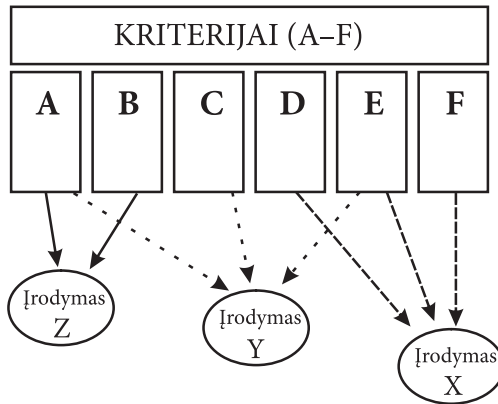 KRITERIJAI (A–F)
A B C D E F
Įrodymas
Z
Įrodymas
Y
Įrodymas
X